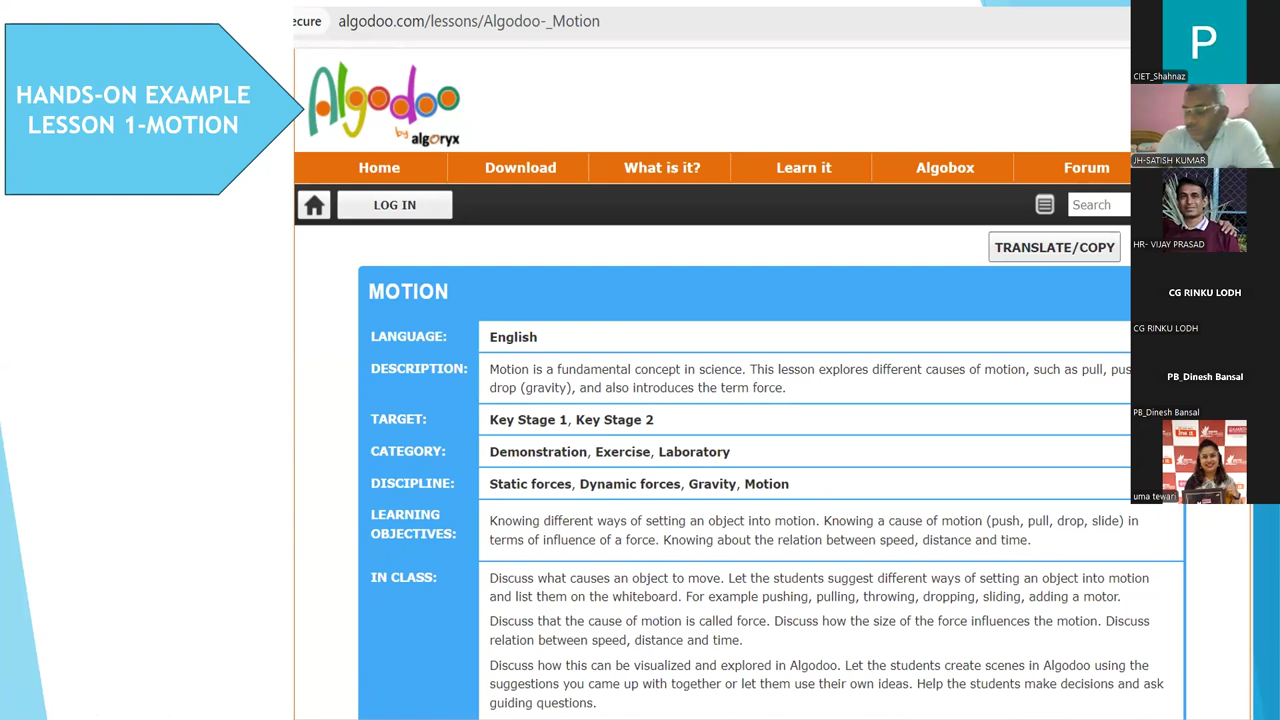 HANDS-ON EXAMPLE
LESSON 1-MOTION
ecure
algodoo.com/lessons/Algodoo-_Motion
Algodoo
by algoryx
Home
Download
What is it?
Learn it
Algobox
Forum
LOG IN
Search
TRANSLATE/COPY
MOTION
LANGUAGE:
English
DESCRIPTION:
Motion is a fundamental concept in science. This lesson explores different causes of motion, such as pull, pus
drop (gravity), and also introduces the term force.
TARGET:
Key Stage 1, Key Stage 2
CATEGORY:
Demonstration, Exercise, Laboratory
DISCIPLINE:
Static forces, Dynamic forces, Gravity, Motion
LEARNING
OBJECTIVES:
Knowing different ways of setting an object into motion. Knowing a cause of motion (push, pull, drop, slide) in
terms of influence of a force. Knowing about the relation between speed, distance and time.
IN CLASS:
Discuss what causes an object to move. Let the students suggest different ways of setting an object into motion
and list them on the whiteboard. For example pushing, pulling, throwing, dropping, sliding, adding a motor.
Discuss that the cause of motion is called force. Discuss how the size of the force influences the motion. Discuss
relation between speed, distance and time.
Discuss how this can be visualized and explored in Algodoo. Let the students create scenes in Algodoo using the
suggestions you came up with together or let them use their own ideas. Help the students make decisions and ask
guiding questions.
P
CIET_Shahnaz
JH-SATISH KUMAR
HR- VIJAY PRASAD
CG RINKU LODH
CG RINKU LODH
PB_Dinesh Bansal
PB_Dinesh Bansal
uma tewari